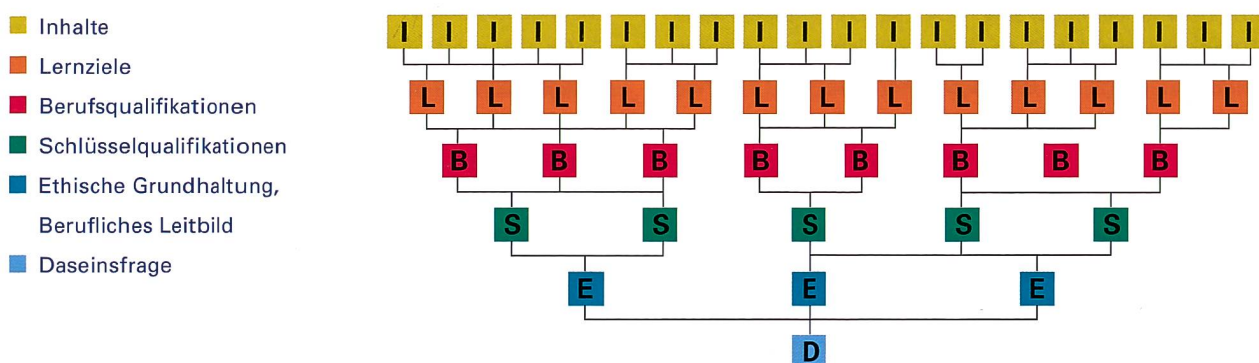 Inhalte
Lernziele
Berufsqualifikationen
Schlüsselqualifikationen
Ethische Grundhaltung,
Berufliches Leitbild
Daseinsfrage
I I I I I I I I I I I I I I I I I I I I
L L L L L L L L L L L L L
B B B B B B B B
S S S S S
E E E
D